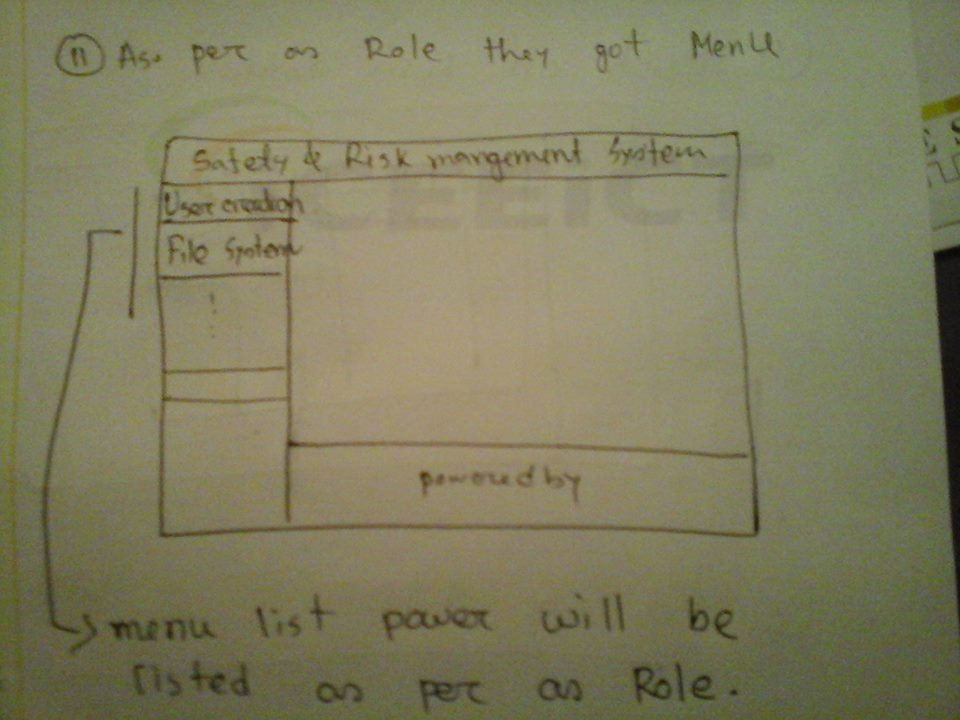 11 As per as Role they got Menu
Safety & Risk mangement System
User creation
File System
powered by
menu list power will be
listed as per as Role.